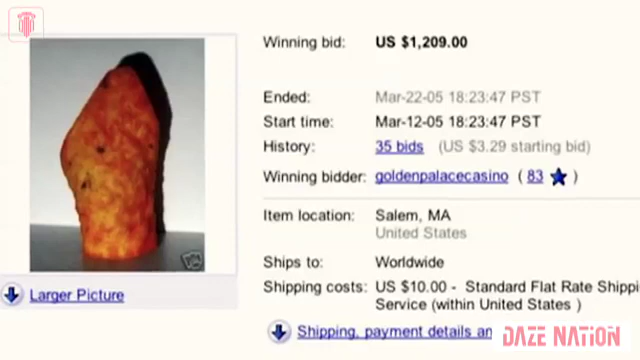 Winning bid: US $1,209.00
Ended: Mar-22-05 18:23:47 PST
Start time: Mar-12-05 18:23:47 PST
History: 35 bids (US $3.29 starting bid)
Winning bidder: goldenpalacecasino ( 83 )
Item location: Salem, MA
United States
Ships to: Worldwide
Shipping costs: US $10.00 - Standard Flat Rate Shippi
Service (within United States )
Larger Picture
Shipping, payment details an
DAZE NATION